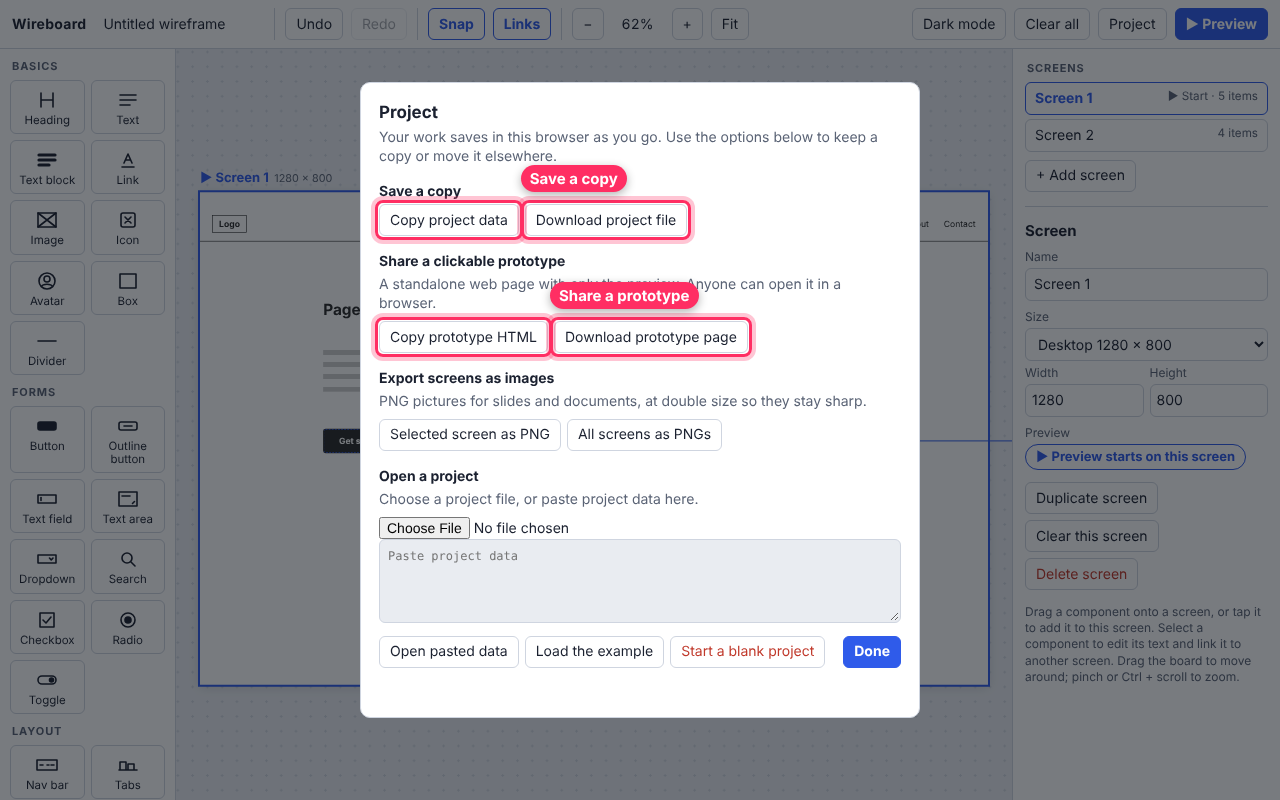 Wireboard Untitled wireframe Undo Redo Snap Links − 62% + Fit Dark mode Clear all Project ▶ Preview
BASICS
Heading Text
Text block Link
Image Icon
Avatar Box
Divider
FORMS
Button Outline button
Text field Text area
Dropdown Search
Checkbox Radio
Toggle
LAYOUT
Nav bar Tabs
▶ Screen 1 1280 × 800
Logo
Contact
Page
Get s
Project
Your work saves in this browser as you go. Use the options below to keep a
copy or move it elsewhere.
Save a copy
Save a copy
Copy project data Download project file
Share a clickable prototype
A standalone web page with only the preview. Anyone can open it in a
browser.
Share a prototype
Copy prototype HTML Download prototype page
Export screens as images
PNG pictures for slides and documents, at double size so they stay sharp.
Selected screen as PNG All screens as PNGs
Open a project
Choose a project file, or paste project data here.
Choose File No file chosen
Paste project data
Open pasted data Load the example Start a blank project Done
SCREENS
Screen 1 ▶ Start · 5 items
Screen 2 4 items
+ Add screen
Screen
Name
Screen 1
Size
Desktop 1280 × 800
Width Height
1280 800
Preview
▶ Preview starts on this screen
Duplicate screen
Clear this screen
Delete screen
Drag a component onto a screen, or tap it
to add it to this screen. Select a
component to edit its text and link it to
another screen. Drag the board to move
around; pinch or Ctrl + scroll to zoom.